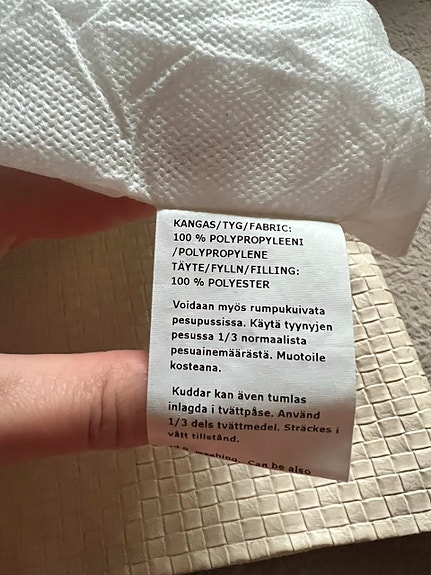 KANGAS/TYG/FABRIC:
100 % POLYPROPYLEENI
/POLYPROPYLENE
TÄYTE/FYLLN/FILLING:
100 % POLYESTER
Voidaan myös rumpukuivata
pesupussissa. Käytä tyynyjen
pesussa 1/3 normaalista
pesuainemäärästä. Muotoile
kosteana.
Kuddar kan även tumlas
inlagda i tvättpåse. Använd
1/3 dels tvättmedel. Sträckes i
vått tillstånd.
washing. Can be also